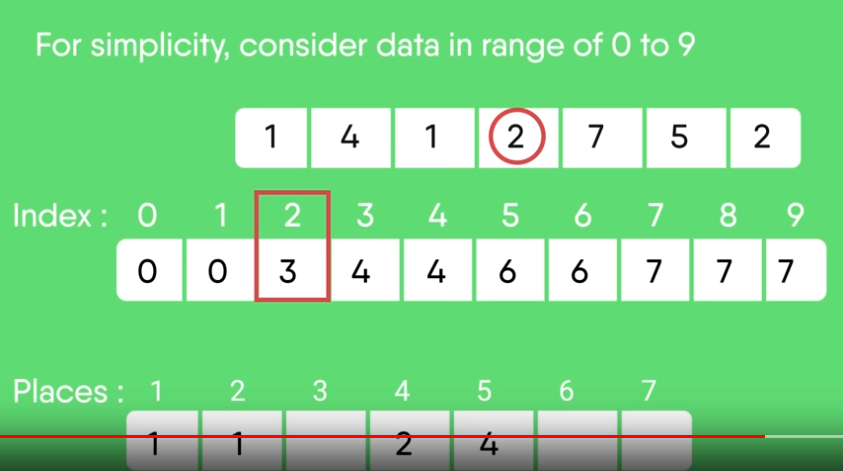 For simplicity, consider data in range of 0 to 9
1 4 1 2 7 5 2
Index : 0 1 2 3 4 5 6 7 8 9
0 0 3 4 4 6 6 7 7 7
Places : 1 2 3 4 5 6 7
1 1 2 4